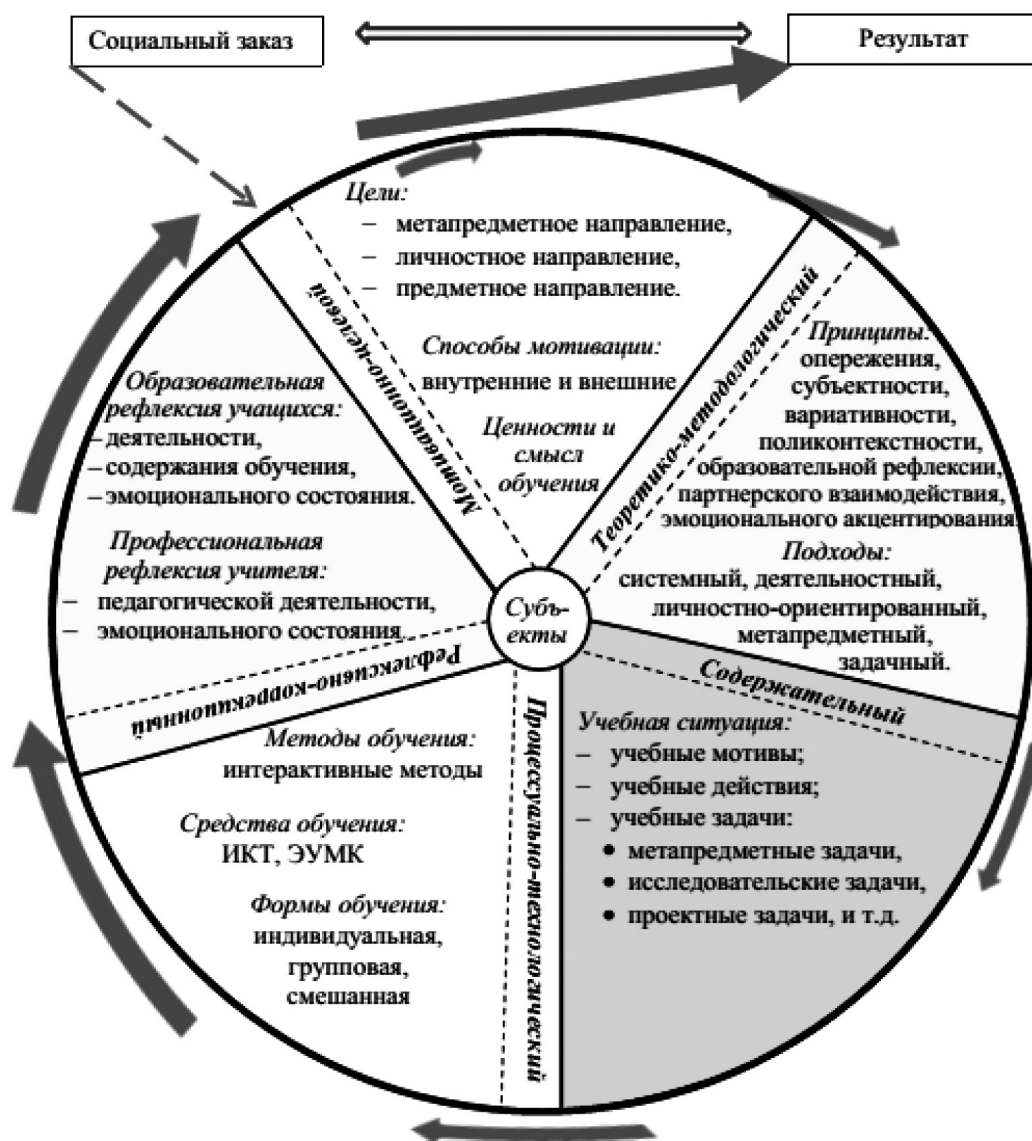 Социальный заказ
Результат
Мотивационно-целевой
Цели:
– метапредметное направление,
– личностное направление,
– предметное направление.
Способы мотивации:
внутренние и внешние
Ценности и
смысл
обучения
Теоретико-методологический
Принципы:
опережения,
субъектности,
вариативности,
поликонтекстности,
образовательной рефлексии,
партнерского взаимодействия,
эмоционального акцентирования
Подходы:
системный, деятельностный,
личностно-ориентированный,
метапредметный,
задачный.
Содержательный
Учебная ситуация:
– учебные мотивы;
– учебные действия;
– учебные задачи:
• метапредметные задачи,
• исследовательские задачи,
• проектные задачи, и т.д.
Процессуально-технологический
Методы обучения:
интерактивные методы
Средства обучения:
ИКТ, ЭУМК
Формы обучения:
индивидуальная,
групповая,
смешанная
Рефлексивно-коррекционный
Образовательная
рефлексия учащихся:
– деятельности,
– содержания обучения,
– эмоционального состояния.
Профессиональная
рефлексия учителя:
– педагогической деятельности,
– эмоционального состояния.
Субъ-
екты